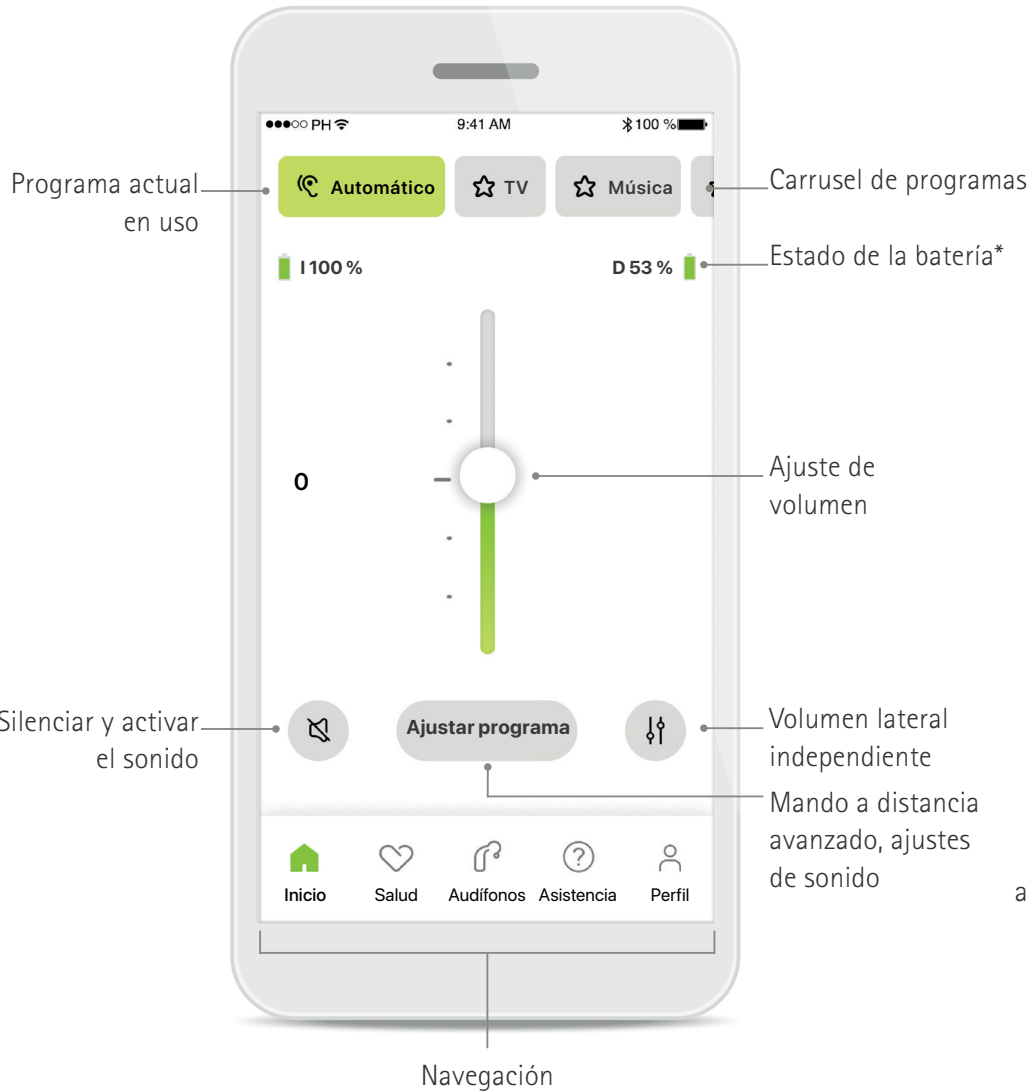 PH 9:41 AM 100 %
Automático TV Música
Programa actual
en uso
Carrusel de programas
Estado de la batería*
I 100 % D 53 %
0
Ajuste de
volumen
Silenciar y activar
el sonido
Ajustar programa
Volumen lateral
independiente
Mando a distancia
avanzado, ajustes
de sonido
a
Inicio Salud Audífonos Asistencia Perfil
Navegación